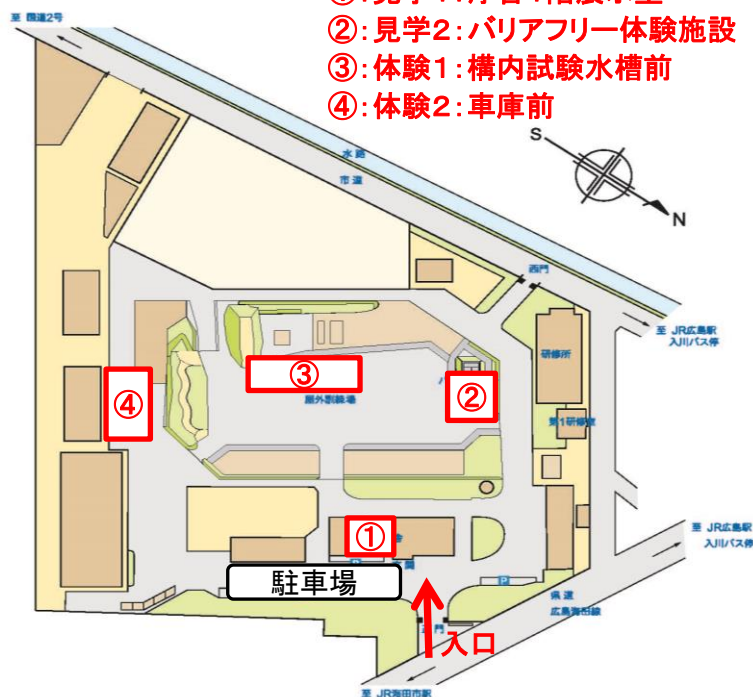 至 国道2号
②:見学2:バリアフリー体験施設
③:体験1:構内試験水槽前
④:体験2:車庫前
水路
市道
S
N
西門
至 JR広島駅
入川バス停
研修所
③
②
④
屋外訓練場
第1研修室
①
舎
玄関
至 JR広島駅
入川バス停
P
P
駐車場
県道
広島海田線
入口
至 JR海田市駅